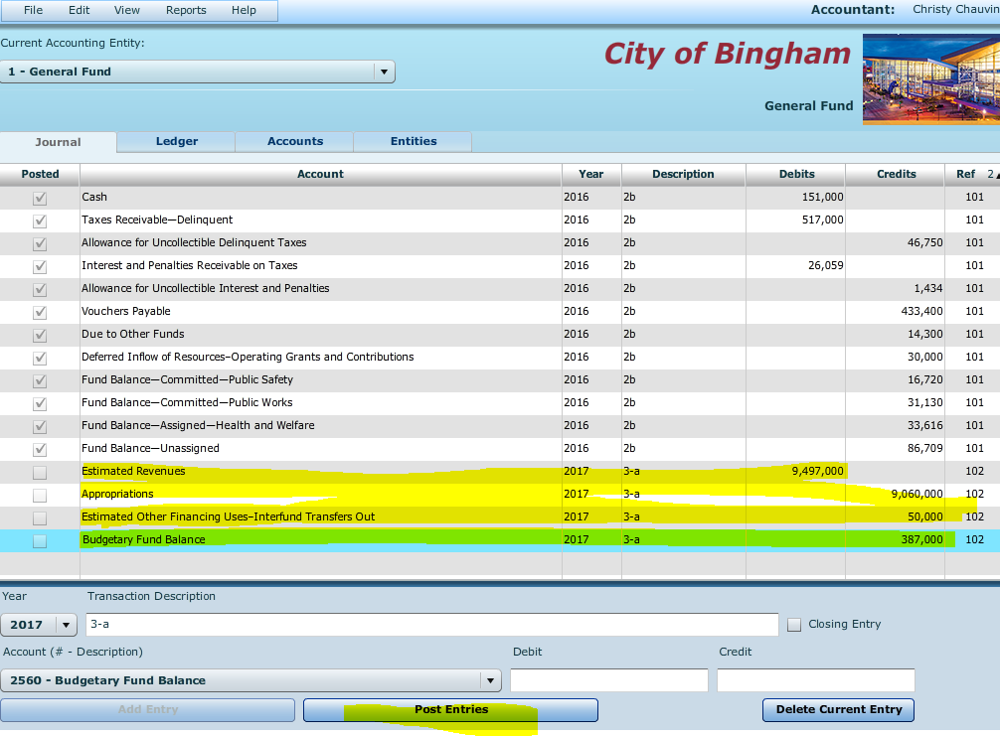 File Edit View Reports Help Accountant: Christy Chauvin
Current Accounting Entity:
1 - General Fund
City of Bingham
General Fund
Journal Ledger Accounts Entities
Posted Account Year Description Debits Credits Ref 2
Cash 2016 2b 151,000 101
Taxes Receivable—Delinquent 2016 2b 517,000 101
Allowance for Uncollectible Delinquent Taxes 2016 2b 46,750 101
Interest and Penalties Receivable on Taxes 2016 2b 26,059 101
Allowance for Uncollectible Interest and Penalties 2016 2b 1,434 101
Vouchers Payable 2016 2b 433,400 101
Due to Other Funds 2016 2b 14,300 101
Deferred Inflow of Resources–Operating Grants and Contributions 2016 2b 30,000 101
Fund Balance—Committed—Public Safety 2016 2b 16,720 101
Fund Balance—Committed—Public Works 2016 2b 31,130 101
Fund Balance—Assigned—Health and Welfare 2016 2b 33,616 101
Fund Balance—Unassigned 2016 2b 86,709 101
Estimated Revenues 2017 3-a 9,497,000 102
Appropriations 2017 3-a 9,060,000 102
Estimated Other Financing Uses–Interfund Transfers Out 2017 3-a 50,000 102
Budgetary Fund Balance 2017 3-a 387,000 102
Year Transaction Description
2017 3-a Closing Entry
Account (# - Description) Debit Credit
2560 - Budgetary Fund Balance
Add Entry Post Entries Delete Current Entry